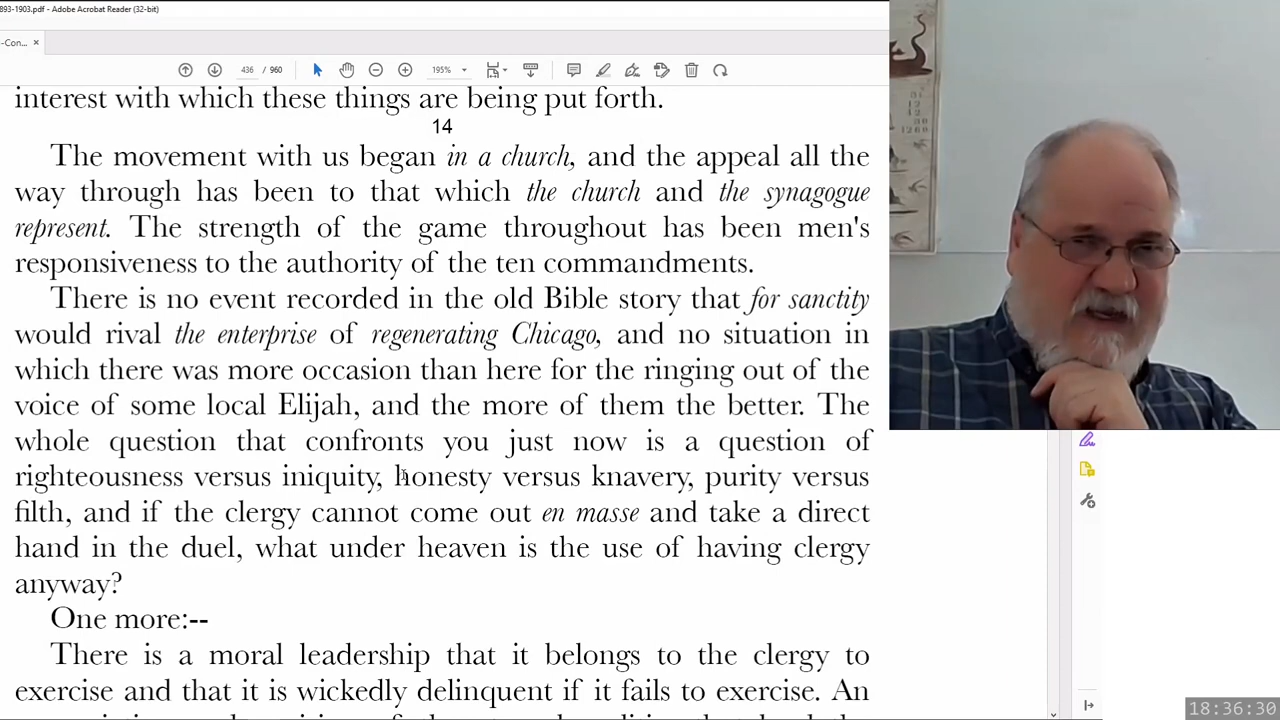 893-1903.pdf - Adobe Acrobat Reader (32-bit)
-Con... ×
436 / 960
195%
interest with which these things are being put forth.
14
The movement with us began in a church, and the appeal all the
way through has been to that which the church and the synagogue
represent. The strength of the game throughout has been men's
responsiveness to the authority of the ten commandments.
There is no event recorded in the old Bible story that for sanctity
would rival the enterprise of regenerating Chicago, and no situation in
which there was more occasion than here for the ringing out of the
voice of some local Elijah, and the more of them the better. The
whole question that confronts you just now is a question of
righteousness versus iniquity, honesty versus knavery, purity versus
filth, and if the clergy cannot come out en masse and take a direct
hand in the duel, what under heaven is the use of having clergy
anyway?
One more:--
There is a moral leadership that it belongs to the clergy to
exercise and that it is wickedly delinquent if it fails to exercise. An
12
12
30
1260
18:36:30